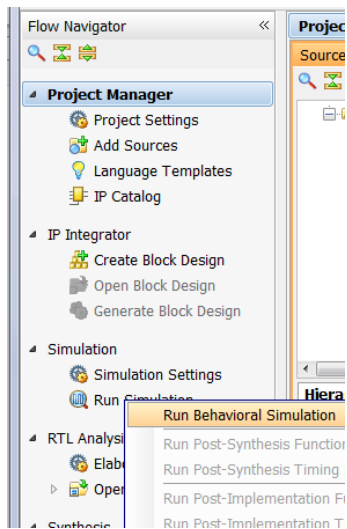 Flow Navigator
Project Manager
Project Settings
Add Sources
Language Templates
IP Catalog
IP Integrator
Create Block Design
Open Block Design
Generate Block Design
Simulation
Simulation Settings
Run Simulation
Run Behavioral Simulation
Run Post-Synthesis Function
Run Post-Synthesis Timing
Run Post-Implementation Fu
Run Post-Implementation T
RTL Analysi
Elab
Oper
Synthesis
Projec
Source
Hiera